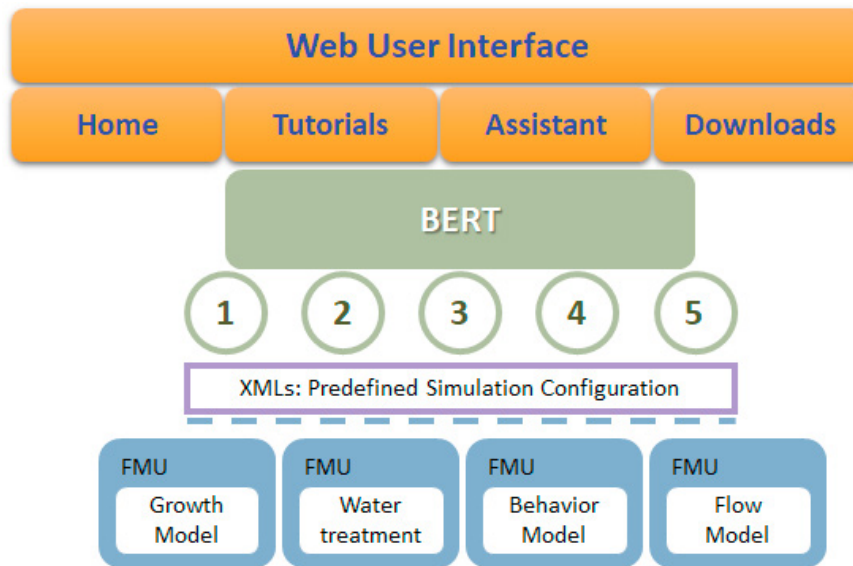 Web User Interface
Home Tutorials Assistant Downloads
BERT
1 2 3 4 5
XMLs: Predefined Simulation Configuration
FMU FMU FMU FMU
Growth Water Behavior Flow
Model treatment Model Model